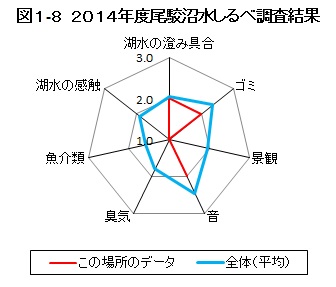 図1-8 2014年度尾駮沼水しるべ調査結果
湖水の澄み具合
3.0
湖水の感触
ゴミ
2.0
魚介類
1.0
景観
臭気
音
この場所のデータ
全体(平均)